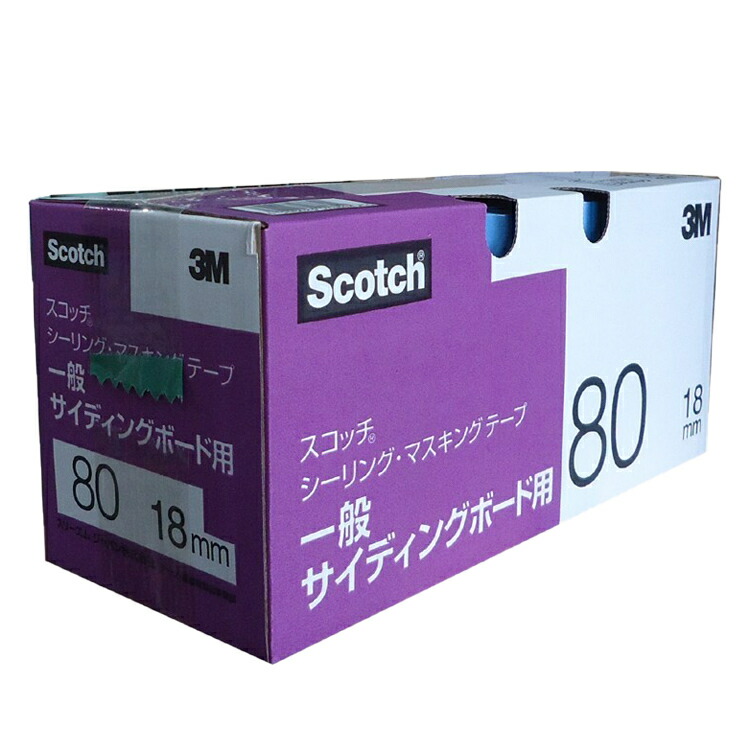 Scotch
3M
スコッチ®
シーリング・マスキングテープ
一般
サイディングボード用
80 18mm
Scotch®
3M
スコッチ®
シーリング・マスキングテープ
一般
サイディングボード用
80
18
mm